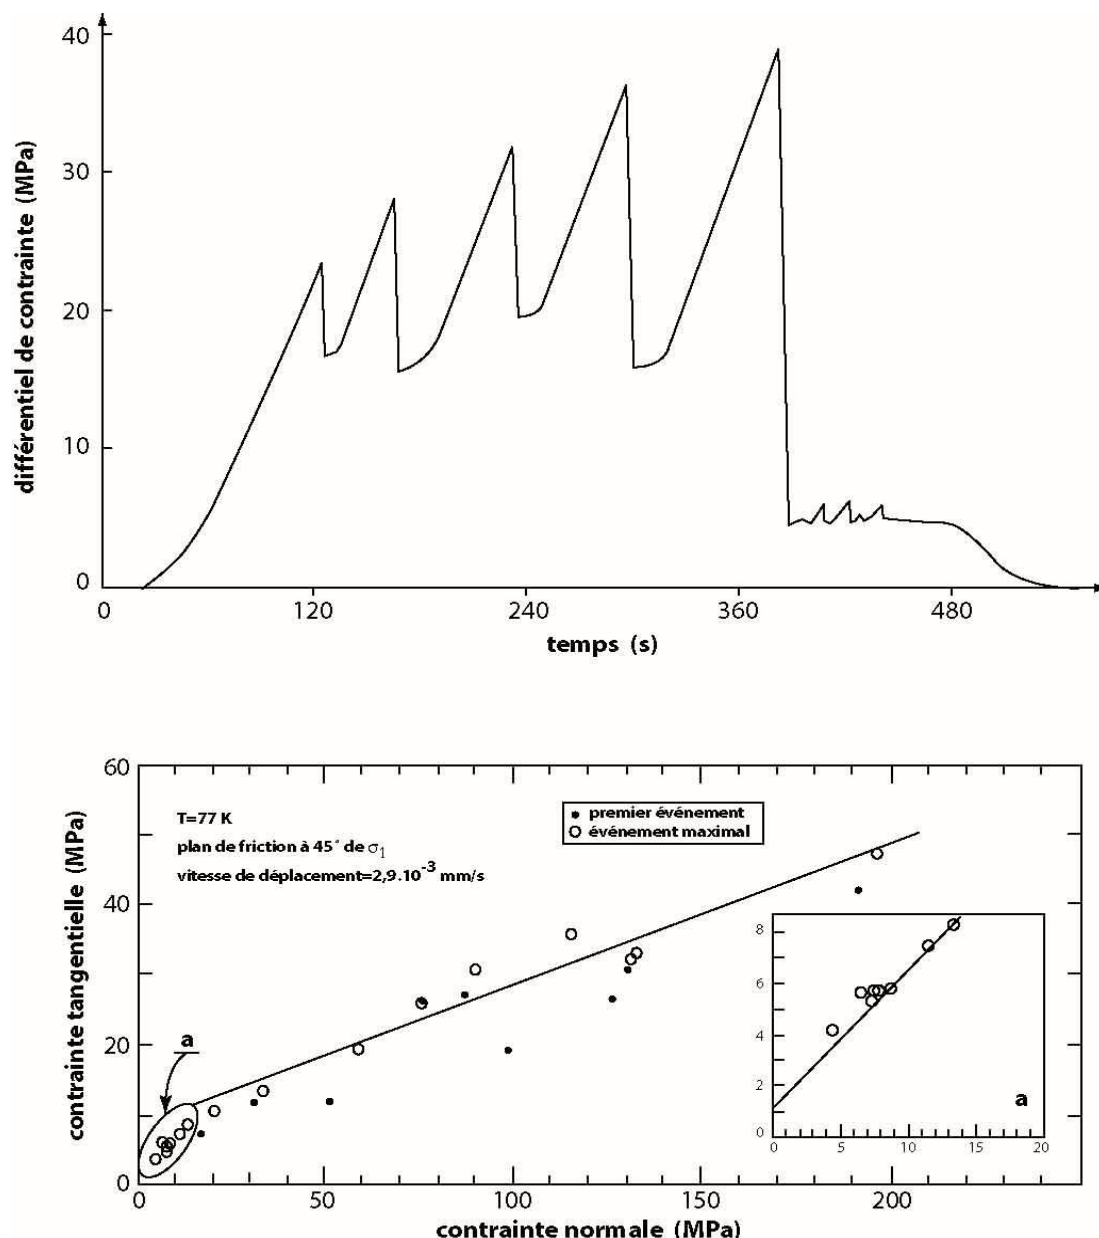 40
30
20
10
0
différentiel de contrainte (MPa)
0 120 240 360 480
temps (s)
60
40
20
0
contrainte tangentielle (MPa)
T=77 K
plan de friction à 45° de σ1
vitesse de déplacement=2,9.10-3 mm/s
premier événement
événement maximal
a
8
6
4
2
0
a
0 5 10 15 20
0 50 100 150 200
contrainte normale (MPa)